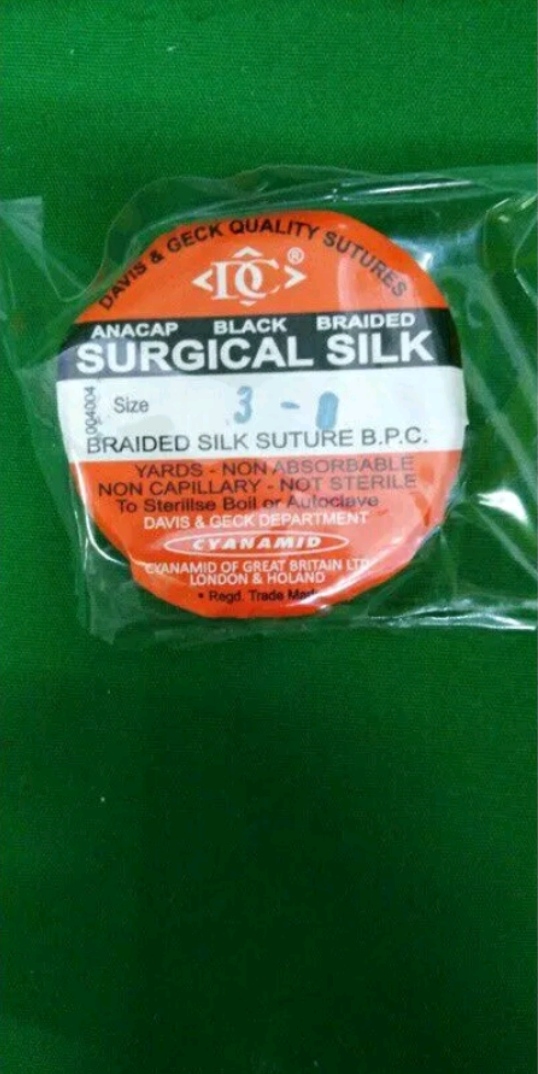 DAVIS & GECK QUALITY SUTURES
DC®
ANACAP BLACK BRAIDED
SURGICAL SILK
004004
Size 3 - 0
BRAIDED SILK SUTURE B.P.C.
YARDS - NON ABSORBABLE
NON CAPILLARY - NOT STERILE
To Sterillse Boil or Autoclave
DAVIS & GECK DEPARTMENT
CYANAMID
CYANAMID OF GREAT BRITAIN LTD
LONDON & HOLAND
* Regd. Trade Mark